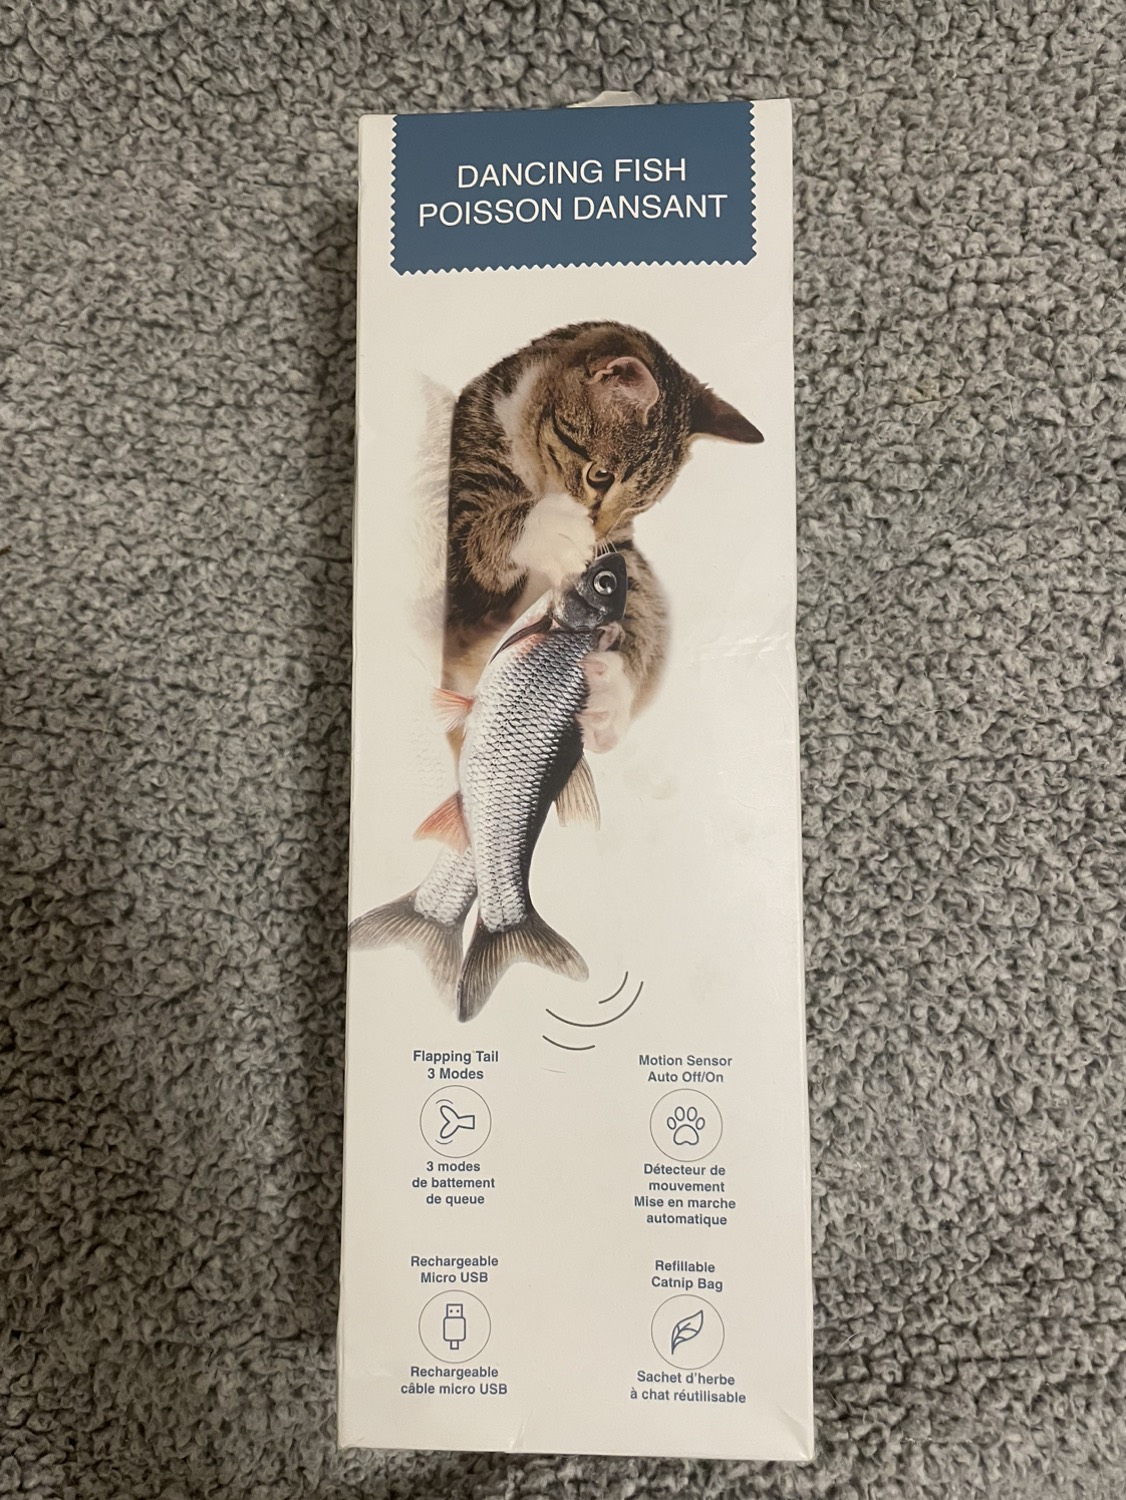 DANCING FISH
POISSON DANSANT
Flapping Tail
3 Modes
3 modes
de battement
de queue
Motion Sensor
Auto Off/On
Détecteur de
mouvement
Mise en marche
automatique
Rechargeable
Micro USB
Rechargeable
câble micro USB
Refillable
Catnip Bag
Sachet d'herbe
à chat réutilisable